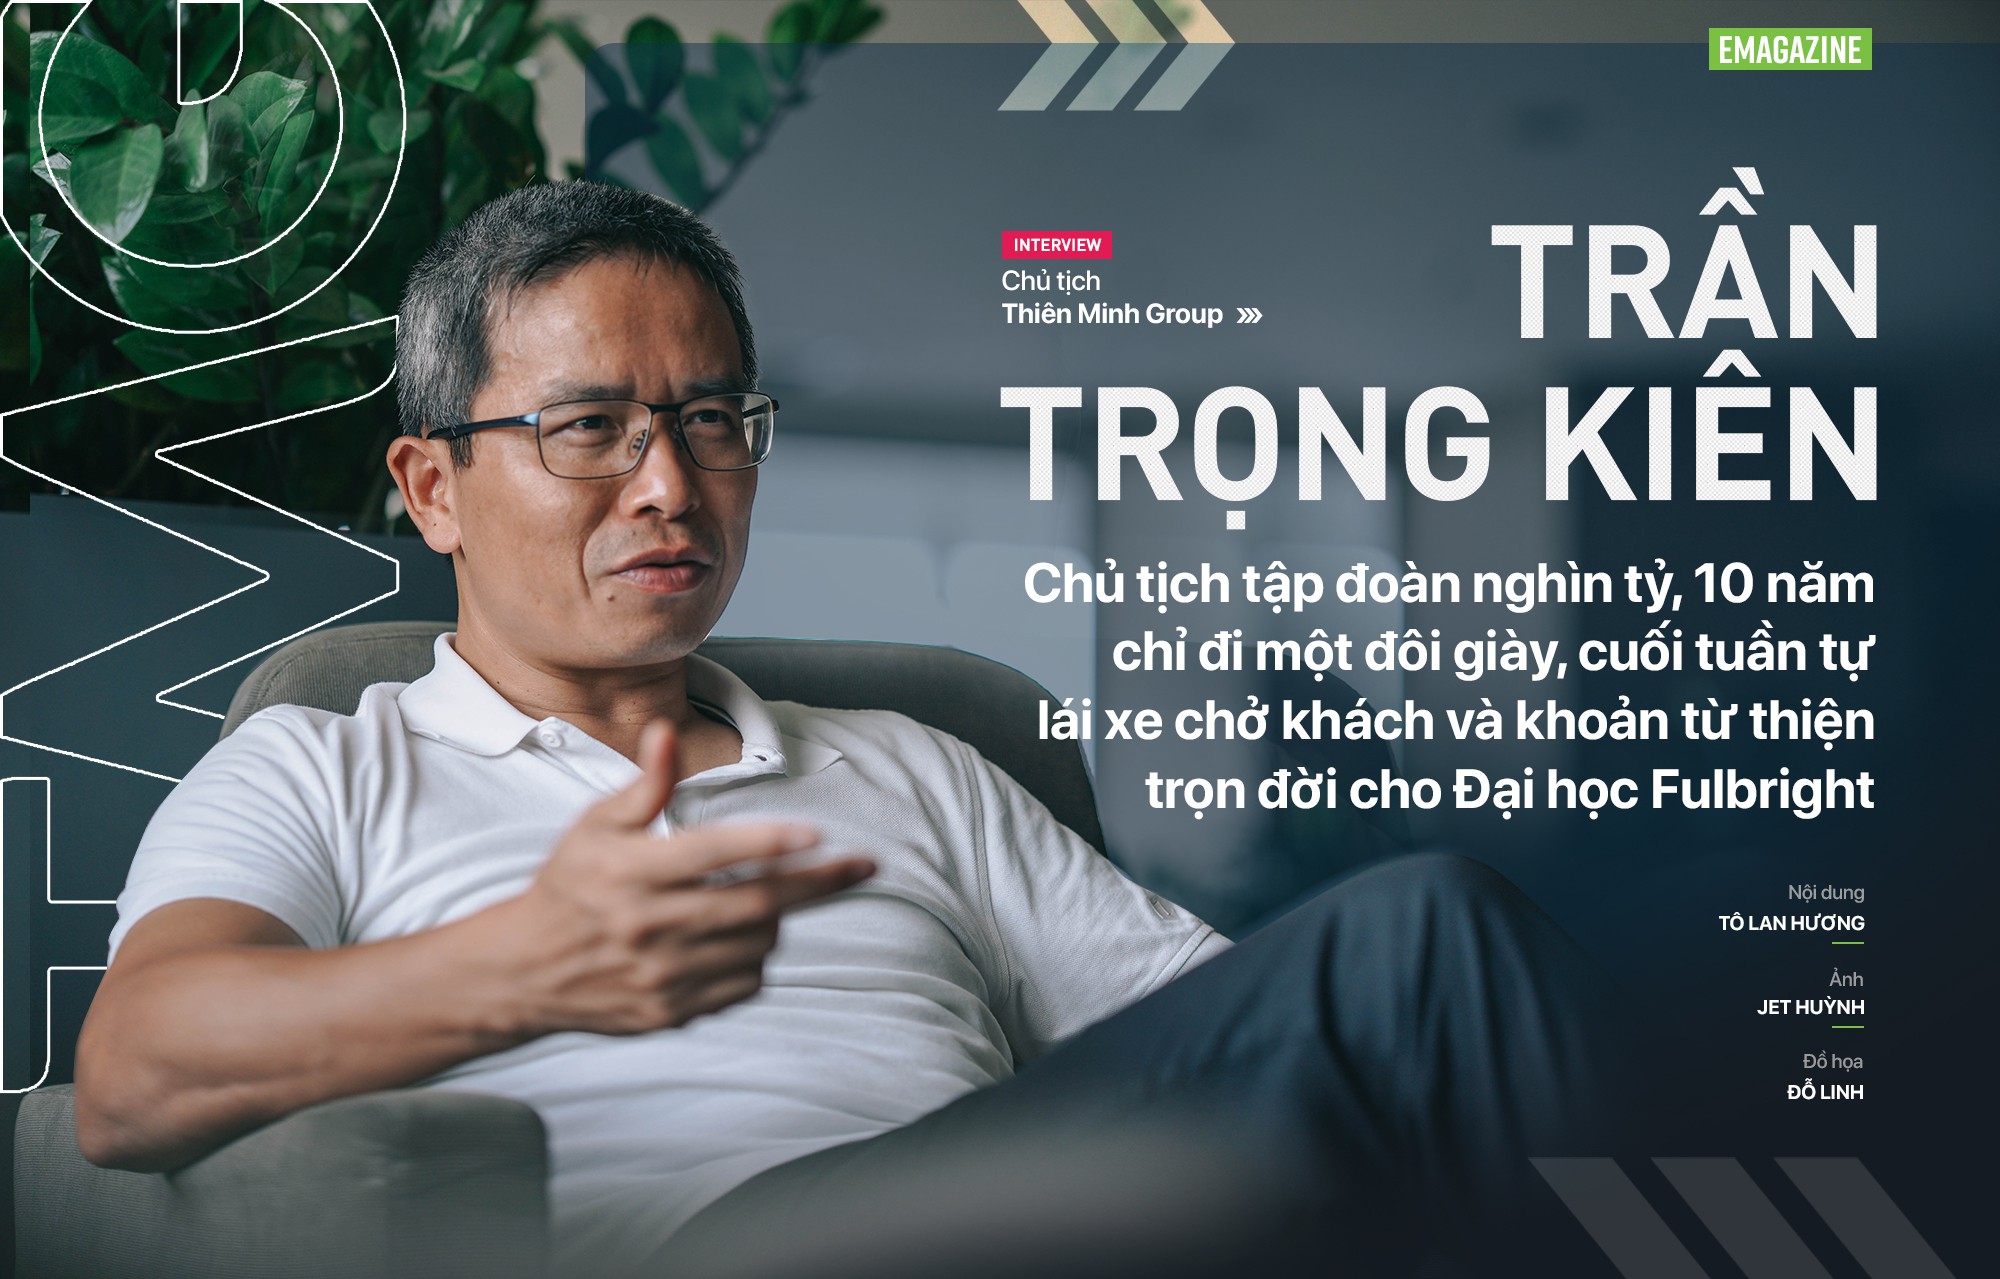 EMAGAZINE
INTERVIEW
Chủ tịch
Thiên Minh Group
TRẦN
TRỌNG KIÊN
Chủ tịch tập đoàn nghìn tỷ, 10 năm
chỉ đi một đôi giày, cuối tuần tự
lái xe chở khách và khoản từ thiện
trọn đời cho Đại học Fulbright
Nội dung
TÔ LAN HƯƠNG
Ảnh
JET HUỲNH
Đồ họa
ĐỖ LINH
TMG